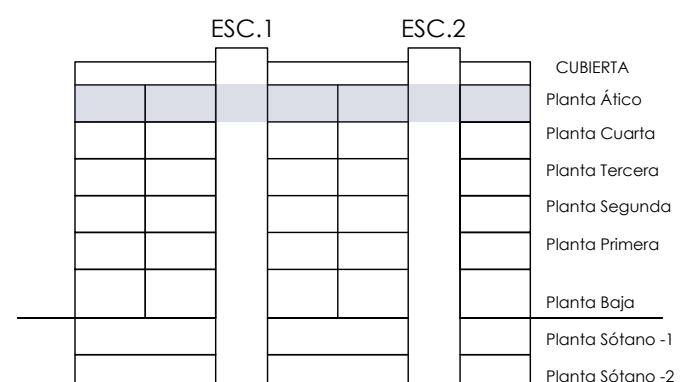 ESC.1 ESC.2
CUBIERTA
Planta Ático
Planta Cuarta
Planta Tercera
Planta Segunda
Planta Primera
Planta Baja
Planta Sótano -1
Planta Sótano -2